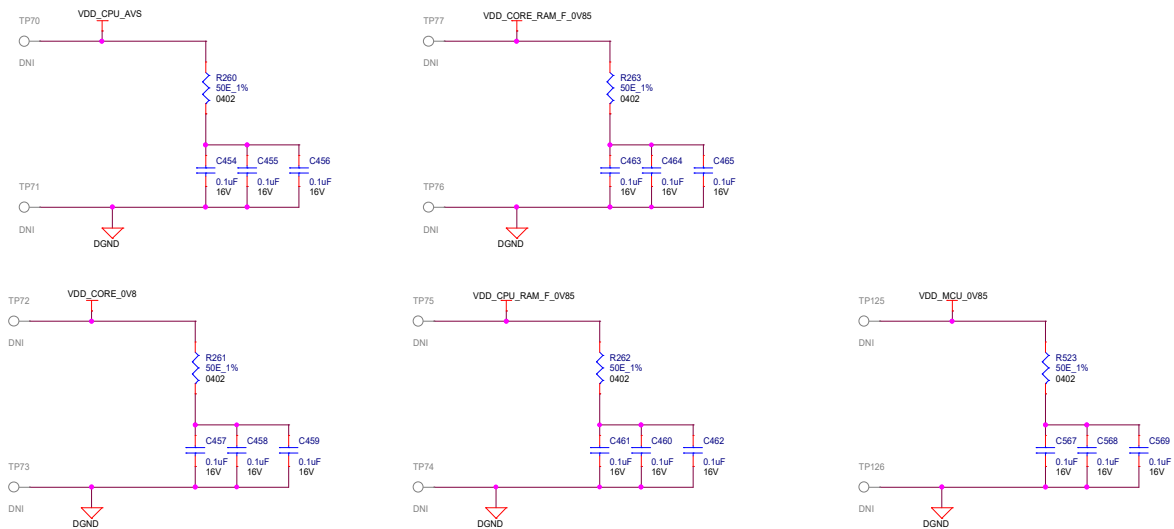 TP70
VDD_CPU_AVS
DNI
R260
50E_1%
0402
C454
C455
C456
0.1uF
0.1uF
0.1uF
16V
16V
16V
TP71
DNI
DGND
TP77
VDD_CORE_RAM_F_0V85
DNI
R263
50E_1%
0402
C463
C464
C465
0.1uF
0.1uF
0.1uF
16V
16V
16V
TP76
DNI
DGND
TP72
VDD_CORE_0V8
DNI
R261
50E_1%
0402
C457
C458
C459
0.1uF
0.1uF
0.1uF
16V
16V
16V
TP73
DNI
DGND
TP75
VDD_CPU_RAM_F_0V85
DNI
R262
50E_1%
0402
C461
C460
C462
0.1uF
0.1uF
0.1uF
16V
16V
16V
TP74
DNI
DGND
TP125
VDD_MCU_0V85
DNI
R523
50E_1%
0402
C567
C568
C569
0.1uF
0.1uF
0.1uF
16V
16V
16V
TP126
DNI
DGND